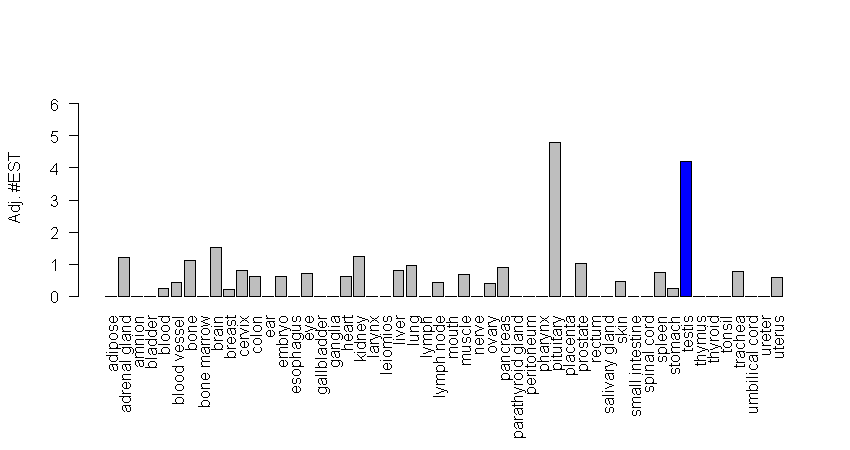 Adj. #EST
6
5
4
3
2
1
0
adipose
adrenal gland
amnion
bladder
blood
blood vessel
bone
bone marrow
brain
breast
cervix
colon
ear
embryo
esophagus
eye
gallbladder
ganglia
heart
kidney
larynx
leiomios
liver
lung
lymph
lymph node
mouth
muscle
nerve
ovary
pancreas
parathyroid gland
peritoneum
pharynx
pituitary
placenta
prostate
rectum
salivary gland
skin
small intestine
spinal cord
spleen
stomach
testis
thymus
thyroid
tonsil
trachea
umbilical cord
ureter
uterus